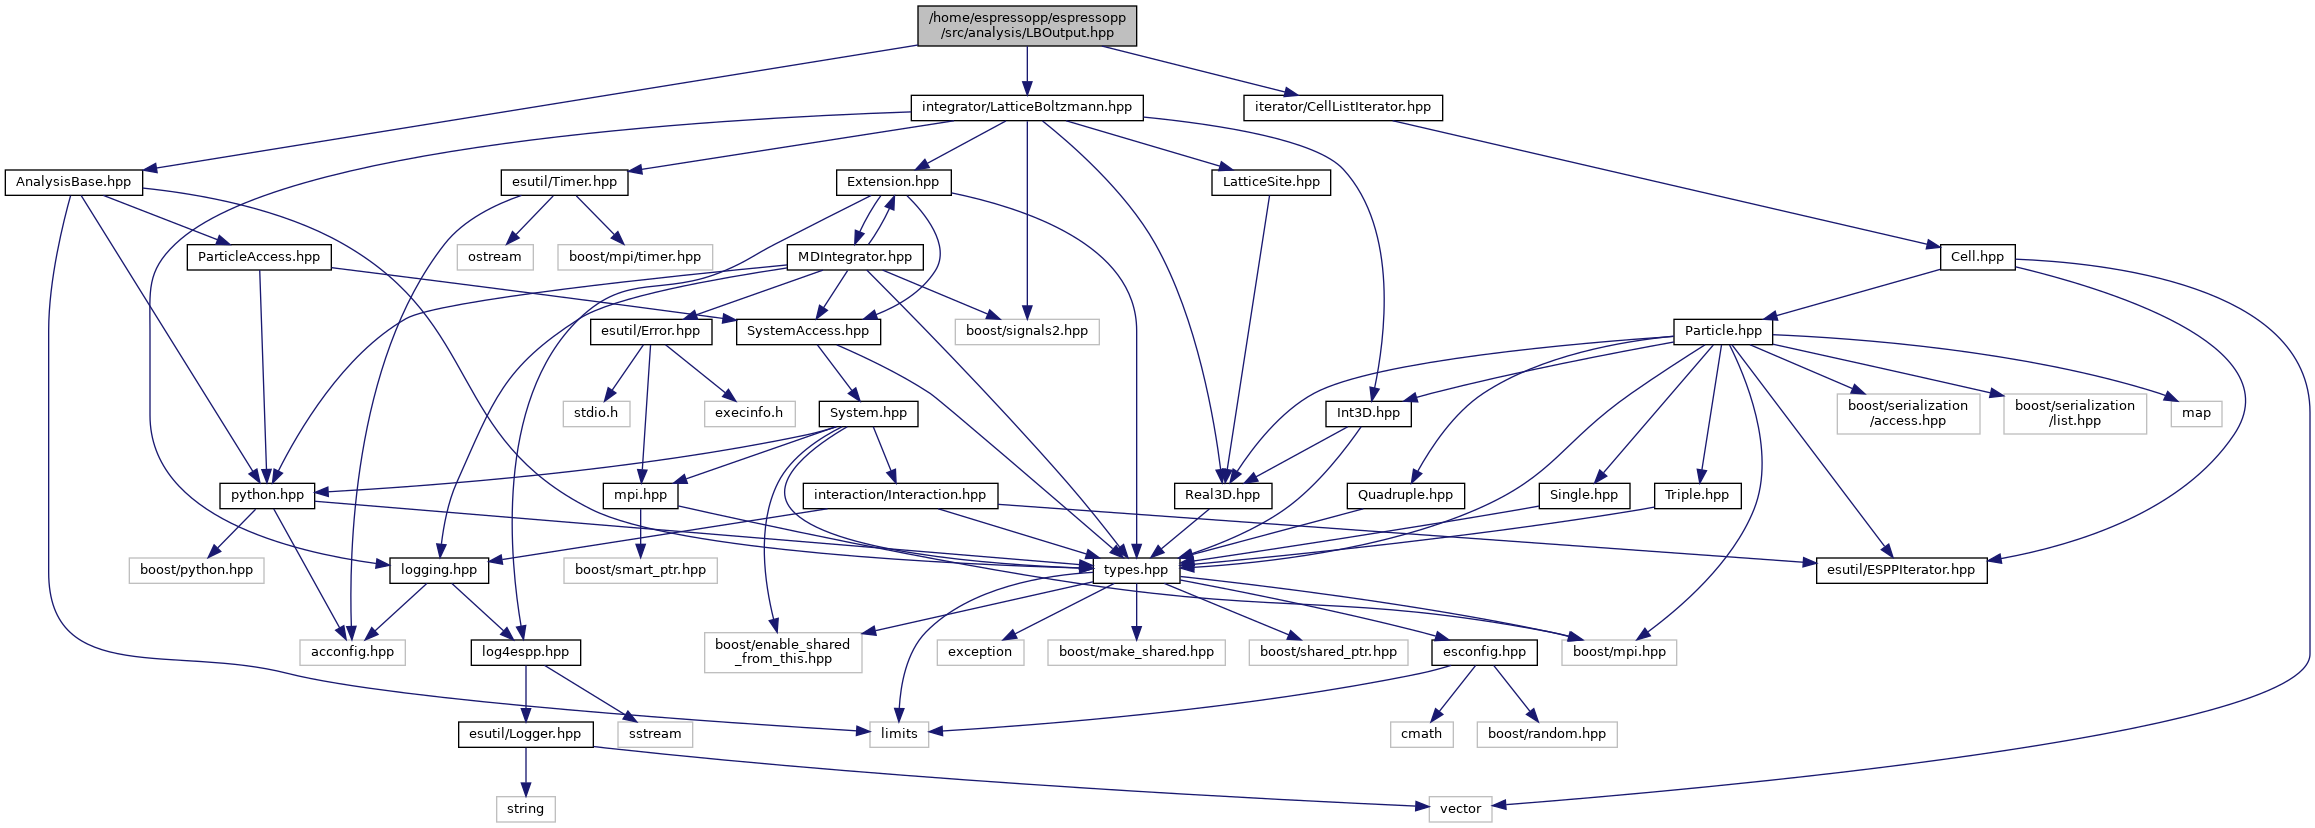 /home/espressopp/espressopp
/src/analysis/LBOutput.hpp
integrator/LatticeBoltzmann.hpp
iterator/CellListIterator.hpp
AnalysisBase.hpp
esutil/Timer.hpp
Extension.hpp
LatticeSite.hpp
ParticleAccess.hpp
ostream
boost/mpi/timer.hpp
MDIntegrator.hpp
Cell.hpp
esutil/Error.hpp
SystemAccess.hpp
boost/signals2.hpp
Particle.hpp
stdio.h
execinfo.h
System.hpp
Int3D.hpp
boost/serialization
/access.hpp
boost/serialization
/list.hpp
map
python.hpp
mpi.hpp
interaction/Interaction.hpp
Real3D.hpp
Quadruple.hpp
Single.hpp
Triple.hpp
boost/python.hpp
logging.hpp
boost/smart_ptr.hpp
types.hpp
esutil/ESPPIterator.hpp
acconfig.hpp
log4espp.hpp
boost/enable_shared
_from_this.hpp
exception
boost/make_shared.hpp
boost/shared_ptr.hpp
esconfig.hpp
boost/mpi.hpp
esutil/Logger.hpp
sstream
limits
cmath
boost/random.hpp
string
vector